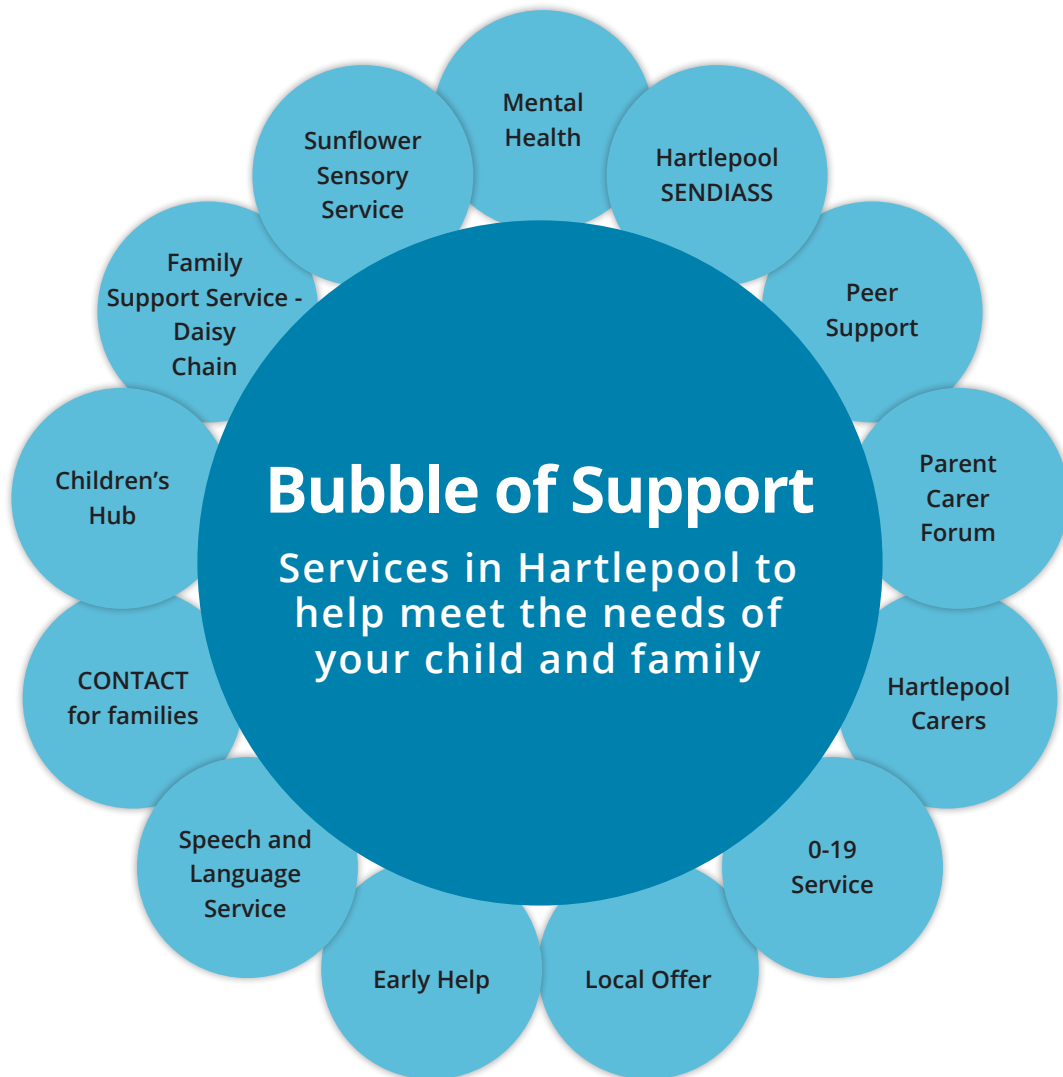 Mental
Health
Hartlepool
SENDIASS
Peer
Support
Parent
Carer
Forum
Hartlepool
Carers
0-19
Service
Local Offer
Early Help
Speech and
Language
Service
CONTACT
for families
Children’s
Hub
Family
Support Service -
Daisy
Chain
Sunflower
Sensory
Service
Bubble of Support
Services in Hartlepool to
help meet the needs of
your child and family